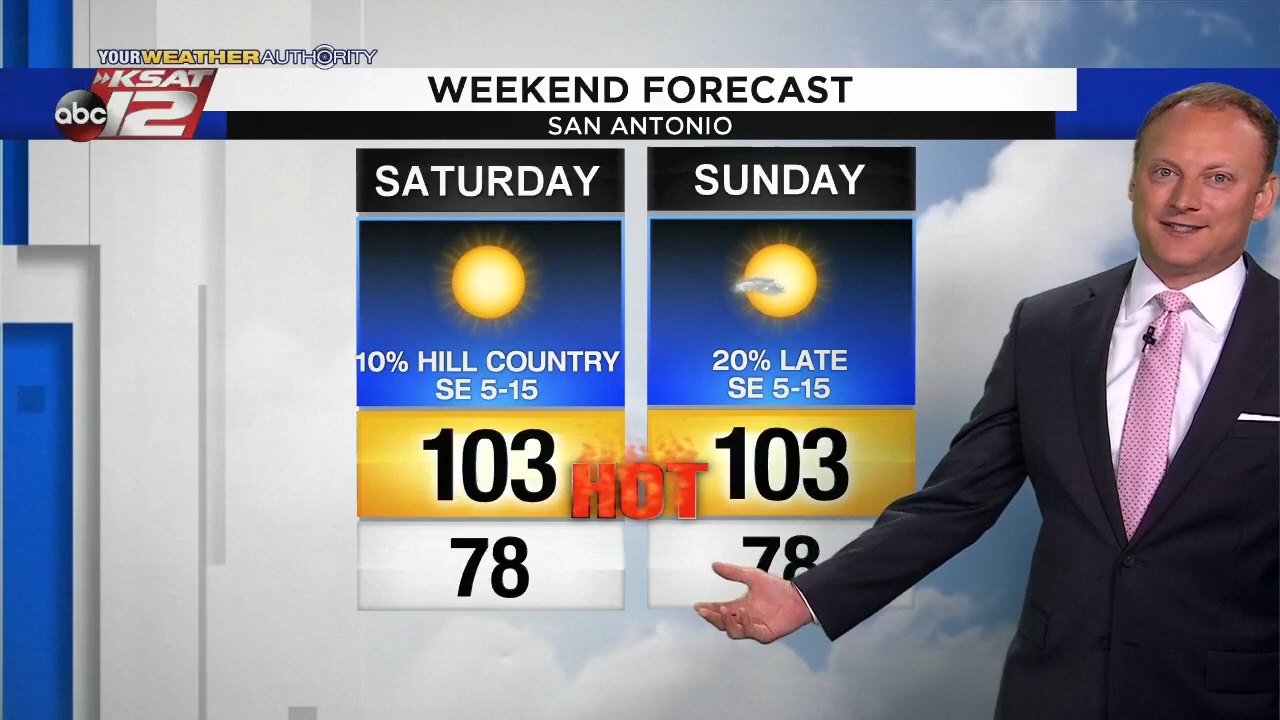 YOURWEATHERAUTHORITY
KSAT
abc 12
WEEKEND FORECAST
SAN ANTONIO
SATURDAY
10% HILL COUNTRY
SE 5-15
103
78
SUNDAY
20% LATE
SE 5-15
103
78
HOT